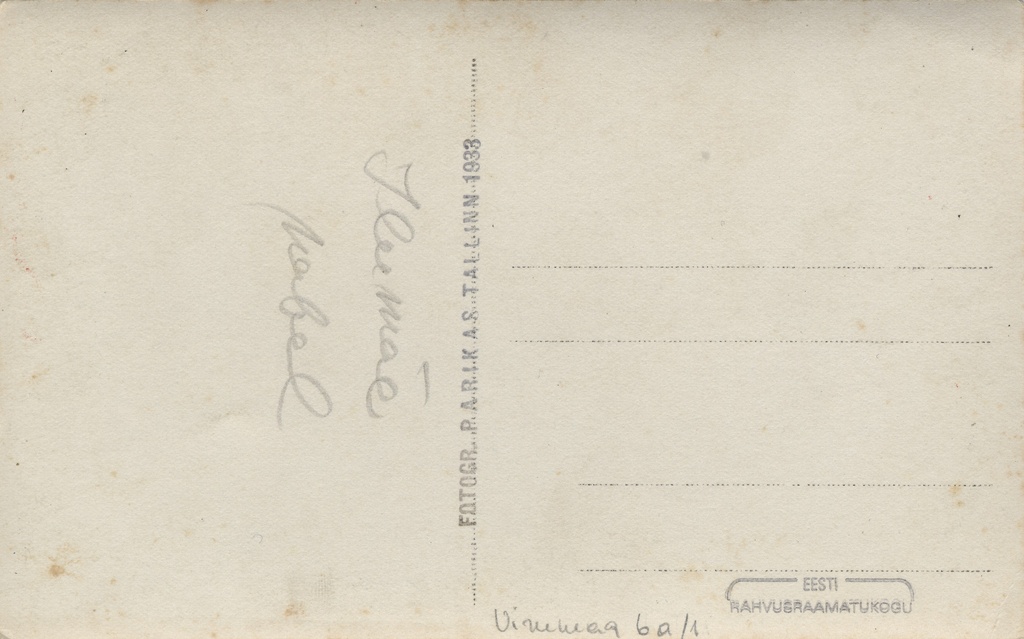 Ilumäe
kabel
FOTOGR. PARIKAS TALLINN 1933
EESTI
RAHVUSRAAMATUKOGU
Virumaa 6a/1